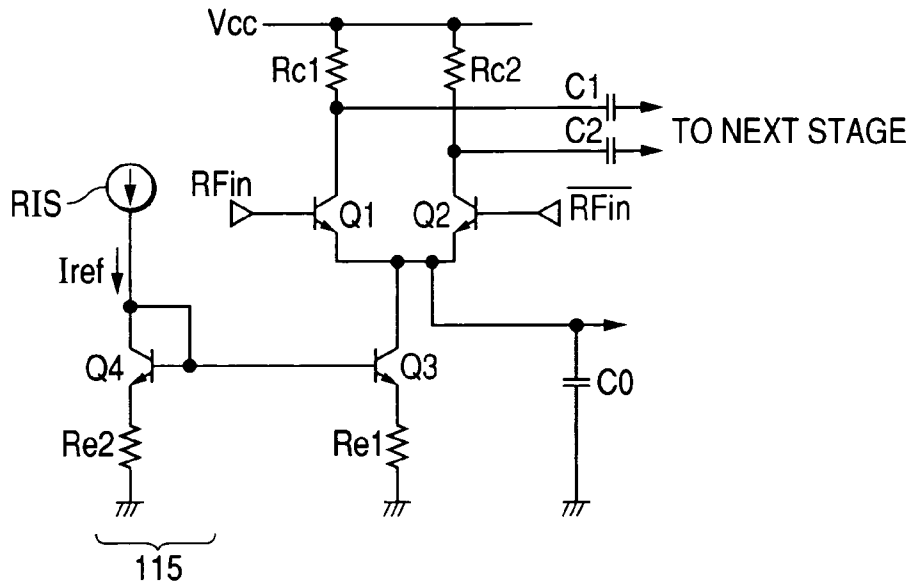 Vcc
Rc1
Rc2
C1
C2
TO NEXT STAGE
RFin
RFin
RIS
Q1
Q2
Iref
Q4
Q3
C0
Re2
Re1
115